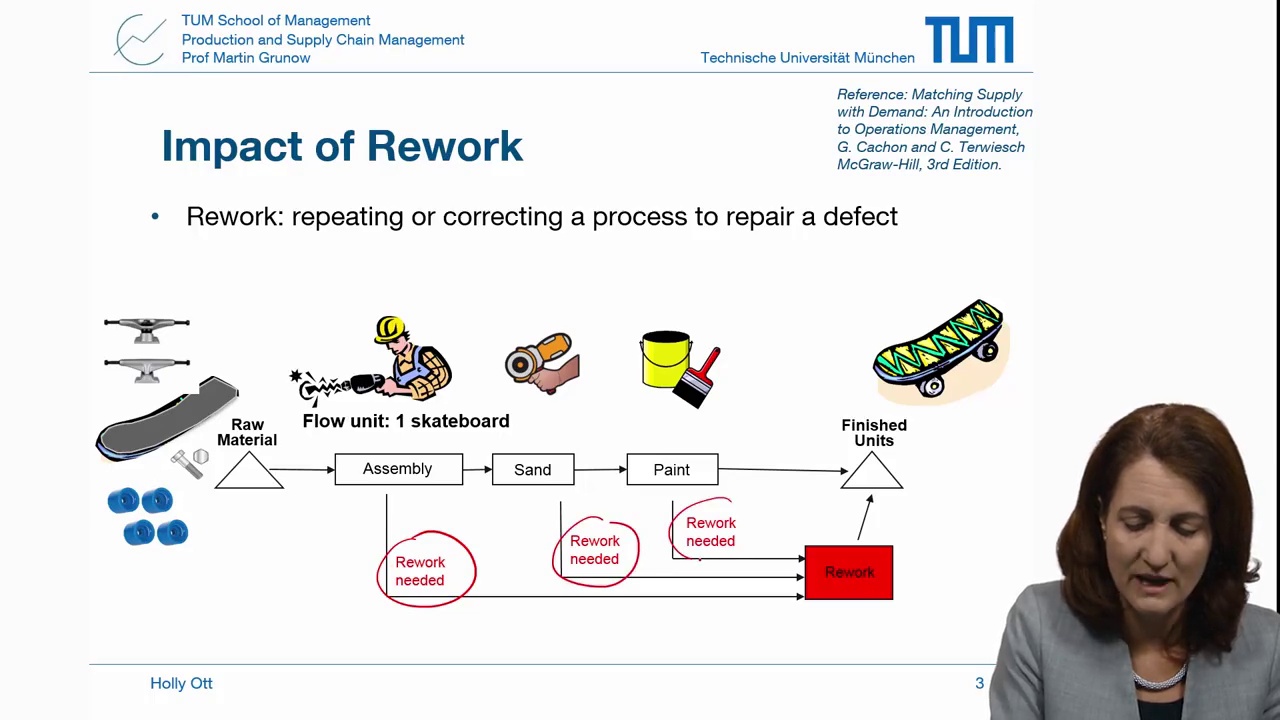 TUM School of Management
Production and Supply Chain Management
Prof Martin Grunow
Technische Universität München
TUM
Reference: Matching Supply
with Demand: An Introduction
to Operations Management,
G. Cachon and C. Terwiesch
McGraw-Hill, 3rd Edition.
Impact of Rework
• Rework: repeating or correcting a process to repair a defect
Flow unit: 1 skateboard
Raw
Material
Finished
Units
Assembly
Sand
Paint
Rework
needed
Rework
needed
Rework
needed
Rework
Holly Ott
3